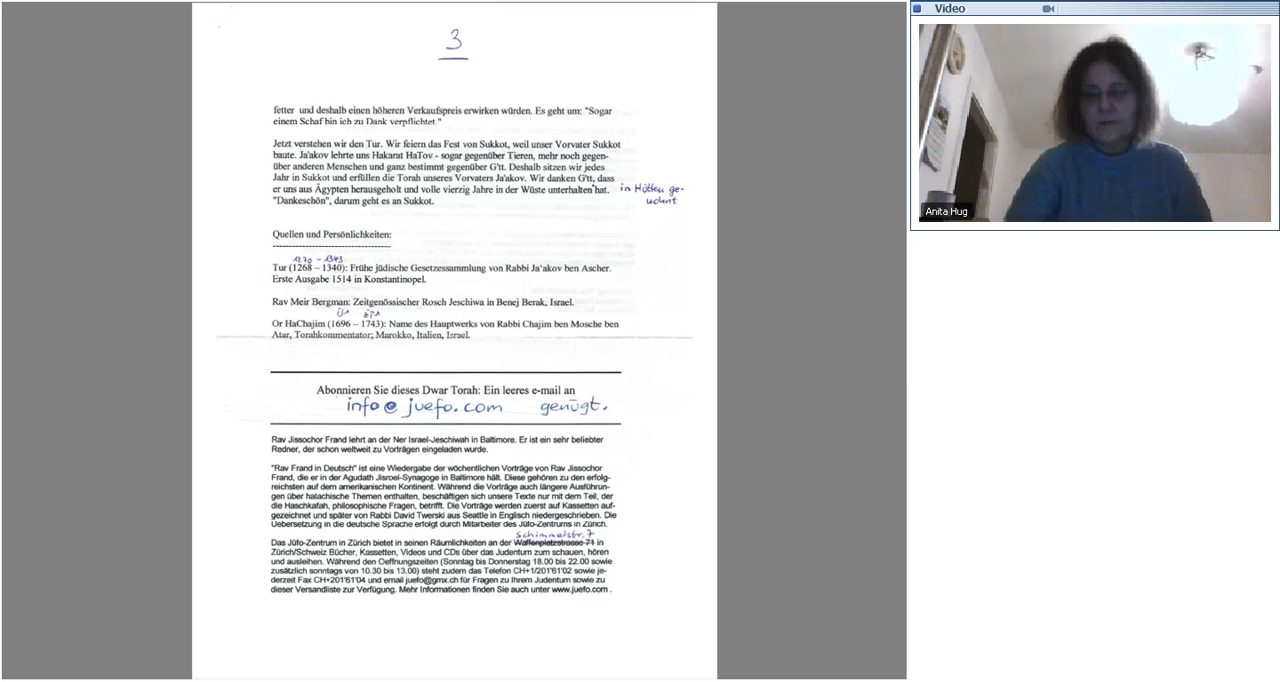 3
fetter und deshalb einen höheren Verkaufspreis erwirken würden. Es geht um: "Sogar
einem Schaf bin ich zu Dank verpflichtet."
Jetzt verstehen wir den Tur. Wir feiern das Fest von Sukkot, weil unser Vorvater Sukkot
baute. Ja'akov lehrte uns Hakarat HaTov - sogar gegenüber Tieren, mehr noch gegen-
über anderen Menschen und ganz bestimmt gegenüber G'tt. Deshalb sitzen wir jedes
Jahr in Sukkot und erfüllen die Torah unseres Vorvaters Ja'akov. Wir danken G'tt, dass
er uns aus Ägypten herausgeholt und volle vierzig Jahre in der Wüste unterhalten hat. in Hütten ge-
"Dankeschön", darum geht es an Sukkot.
Quellen und Persönlichkeiten:
----------------------------------
1270 - 1343
Tur (1268 – 1340): Frühe jüdische Gesetzessammlung von Rabbi Ja'akov ben Ascher.
Erste Ausgabe 1514 in Konstantinopel.
Rav Meir Bergman: Zeitgenössischer Rosch Jeschiwa in Benej Berak, Israel.
Or HaChajim (1696 – 1743): Name des Hauptwerks von Rabbi Chajim ben Mosche ben
Atar, Torahkommentator; Marokko, Italien, Israel.
Abonnieren Sie dieses Dwar Torah: Ein leeres e-mail an
info@juefo.com genügt.
Rav Jissochor Frand lehrt an der Ner Israel-Jeschiwah in Baltimore. Er ist ein sehr beliebter
Redner, der schon weltweit zu Vorträgen eingeladen wurde.
"Rav Frand in Deutsch" ist eine Wiedergabe der wöchentlichen Vorträge von Rav Jissochor
Frand, die er in der Agudath Jisroel-Synagoge in Baltimore hält. Diese gehören zu den erfolg-
reichsten auf dem amerikanischen Kontinent. Während die Vorträge auch längere Ausführun-
gen über halachische Themen enthalten, beschäftigen sich unsere Texte nur mit dem Teil, der
die Haschkafah, philosophische Fragen, betrifft. Die Vorträge werden zuerst auf Kassetten auf-
gezeichnet und später von Rabbi David Twerski aus Seattle in Englisch niedergeschrieben. Die
Uebersetzung in die deutsche Sprache erfolgt durch Mitarbeiter des Jüfo-Zentrums in Zürich.
Schimmelstr. 7
Das Jüfo-Zentrum in Zürich bietet in seinen Räumlichkeiten an der Waffenplatzstrasse 71 in
Zürich/Schweiz Bücher, Kassetten, Videos und CDs über das Judentum zum schauen, hören
und ausleihen. Während den Oeffnungszeiten (Sonntag bis Donnerstag 18.00 bis 22.00 sowie
zusätzlich sonntags von 10.30 bis 13.00) steht zudem das Telefon CH+1/201'61'02 sowie je-
derzeit Fax CH+201'61'04 und email juefo@gmx.ch für Fragen zu Ihrem Judentum sowie zu
dieser Versandliste zur Verfügung. Mehr Informationen finden Sie auch unter www.juefo.com .
Video
Anita Hug